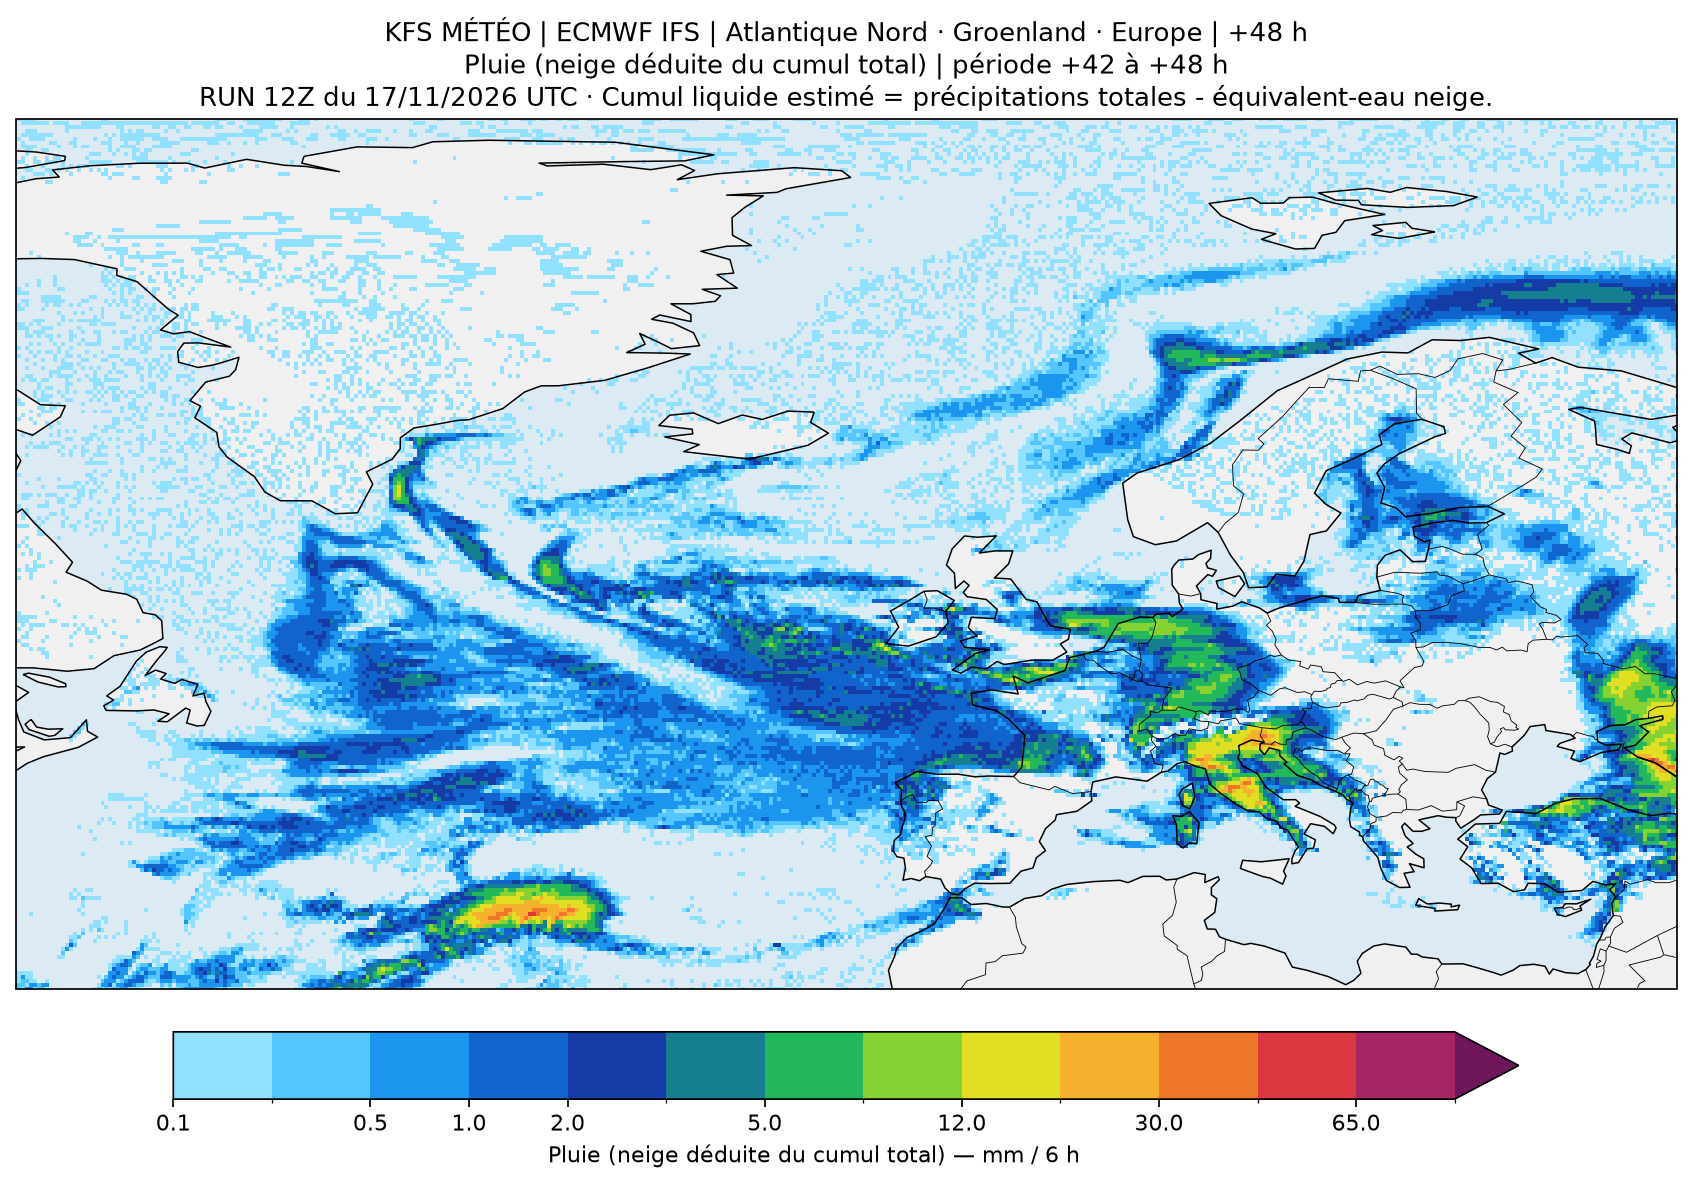 KFS MÉTÉO | ECMWF IFS | Atlantique Nord · Groenland · Europe | +48 h
Pluie (neige déduite du cumul total) | période +42 à +48 h
RUN 12Z du 17/11/2026 UTC · Cumul liquide estimé = précipitations totales - équivalent-eau neige.
0.1 0.5 1.0 2.0 5.0 12.0 30.0 65.0
Pluie (neige déduite du cumul total) — mm / 6 h